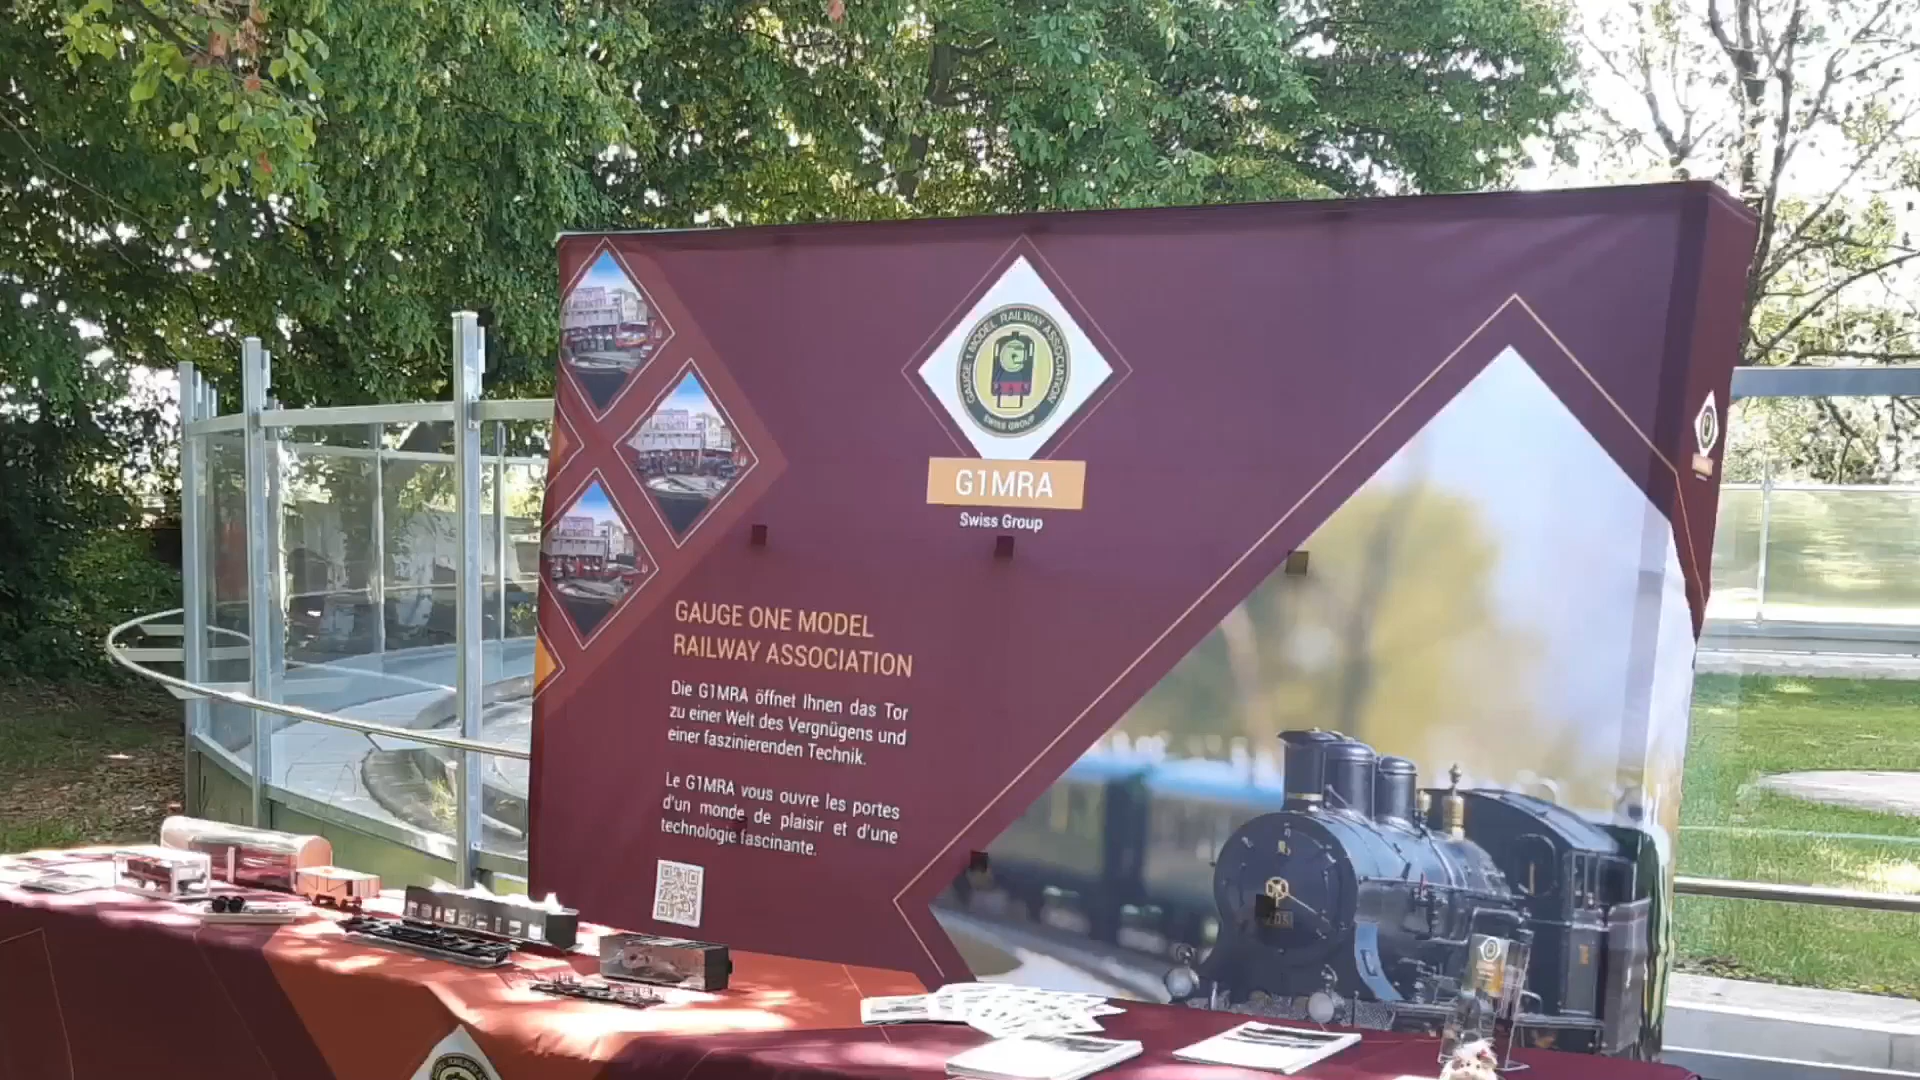 GAUGE 1 MODEL RAILWAY ASSOCIATION
SWISS GROUP
G1MRA
Swiss Group
GAUGE ONE MODEL
RAILWAY ASSOCIATION
Die G1MRA öffnet Ihnen das Tor
zu einer Welt des Vergnügens und
einer faszinierenden Technik.
Le G1MRA vous ouvre les portes
d'un monde de plaisir et d'une
technologie fascinante.